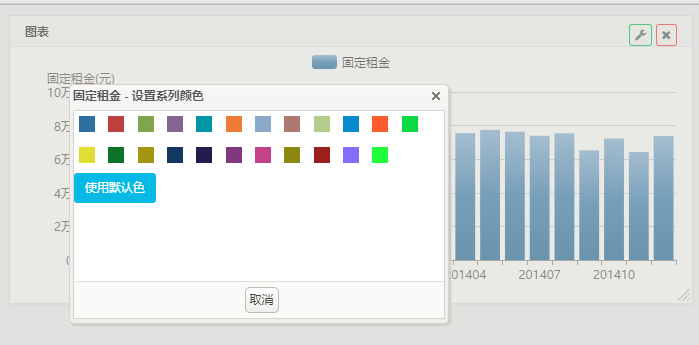 图表
固定租金
固定租金(元)
固定租金 - 设置系列颜色
10万
8万
6万
使用默认色
4万
2万
0
201407
201410
取消